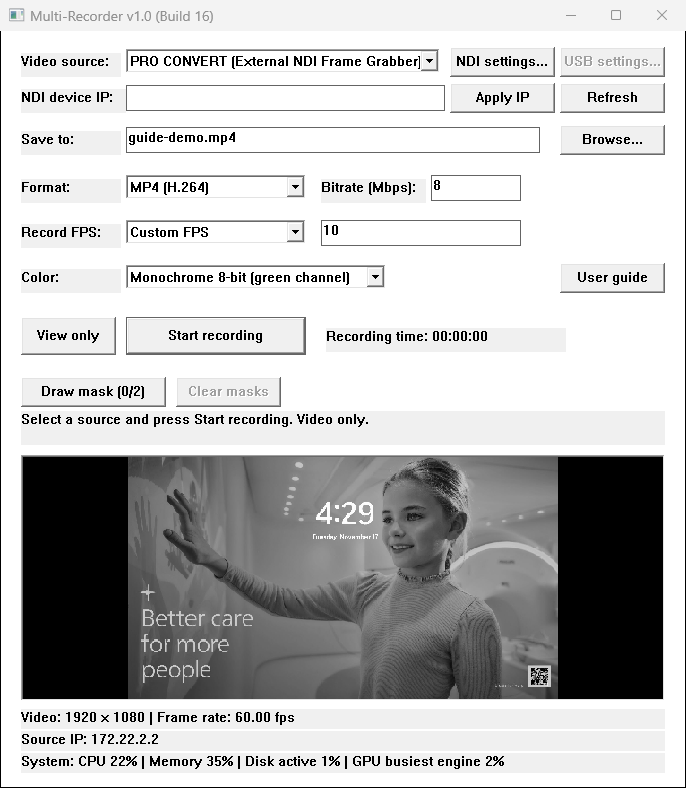 Multi-Recorder v1.0 (Build 16)
Video source: PRO CONVERT (External NDI Frame Grabber) NDI settings... USB settings...
NDI device IP: Apply IP Refresh
Save to: guide-demo.mp4 Browse...
Format: MP4 (H.264) Bitrate (Mbps): 8
Record FPS: Custom FPS 10
Color: Monochrome 8-bit (green channel) User guide
View only Start recording Recording time: 00:00:00
Draw mask (0/2) Clear masks
Select a source and press Start recording. Video only.
4:29
Tuesday, November 17
Better care
for more
people
Video: 1920 × 1080 | Frame rate: 60.00 fps
Source IP: 172.22.2.2
System: CPU 22% | Memory 35% | Disk active 1% | GPU busiest engine 2%